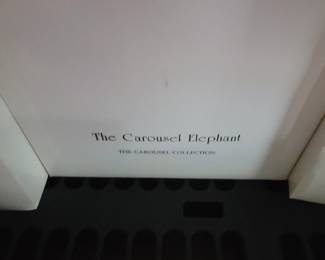 The Carousel Elephant
THE CAROUSEL COLLECTION